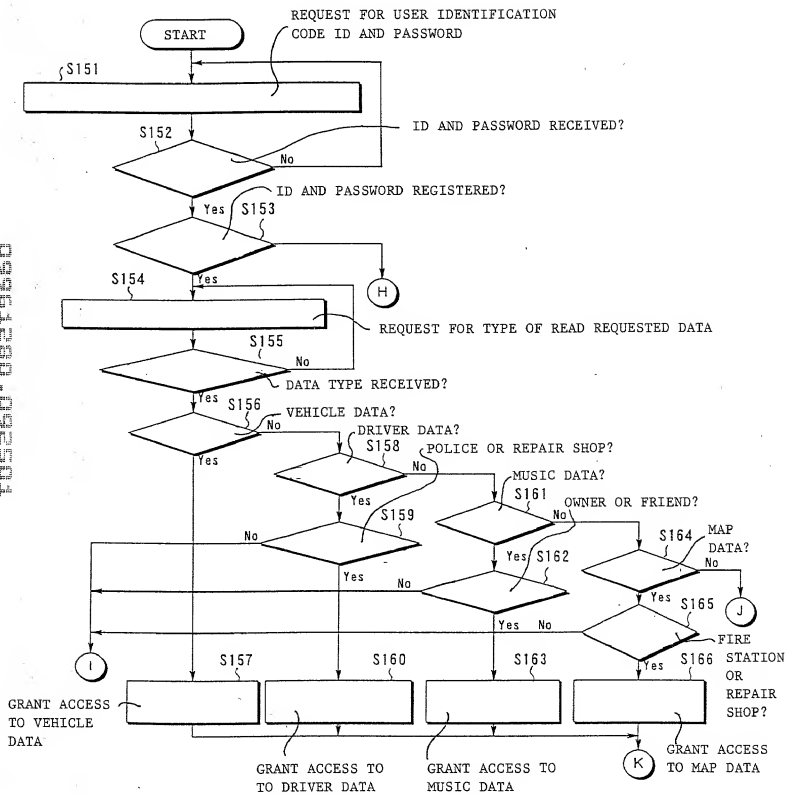 REQUEST FOR USER IDENTIFICATION
CODE ID AND PASSWORD
START
S151
S152
ID AND PASSWORD RECEIVED?
No
ID AND PASSWORD REGISTERED?
Yes
S153
Yes
H
S154
REQUEST FOR TYPE OF READ REQUESTED DATA
S155
No
DATA TYPE RECEIVED?
Yes
S156
VEHICLE DATA?
No
DRIVER DATA?
S158
POLICE OR REPAIR SHOP?
Yes
No
MUSIC DATA?
S161
OWNER OR FRIEND?
Yes
S159
No
No
S164
MAP
DATA?
Yes
S162
No
Yes
No
Yes
J
S165
Yes
No
FIRE
STATION
OR
REPAIR
SHOP?
I
Yes
S157
S160
S163
S166
GRANT ACCESS
TO VEHICLE
DATA
K
GRANT ACCESS TO
TO DRIVER DATA
GRANT ACCESS TO
MUSIC DATA
GRANT ACCESS
TO MAP DATA